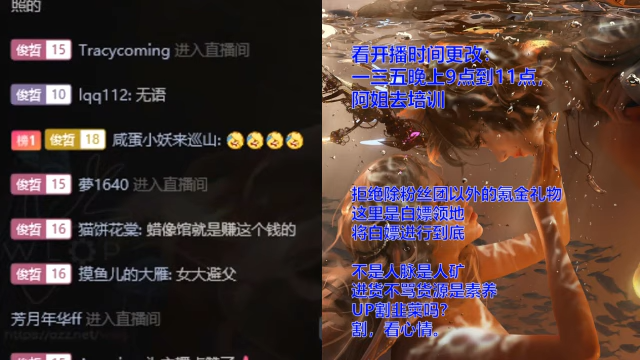 照的
俊哲 15 Tracycoming 进入直播间
俊哲 10 lqq112: 无语
榜1 俊哲 18 咸蛋小妖来巡山:
俊哲 15 夢1640 进入直播间
俊哲 16 猫饼花棠: 蜡像馆就是赚这个钱的
俊哲 16 摸鱼儿的大雁: 女大避父
芳月年华ff 进入直播间
看开播时间更改:
一三五晚上9点到11点,
阿姐去培训
拒绝除粉丝团以外的氪金礼物
这里是白嫖领地
将白嫖进行到底
不是人脉是人矿
进货不骂货源是素养
UP割韭菜吗?
割，看心情。